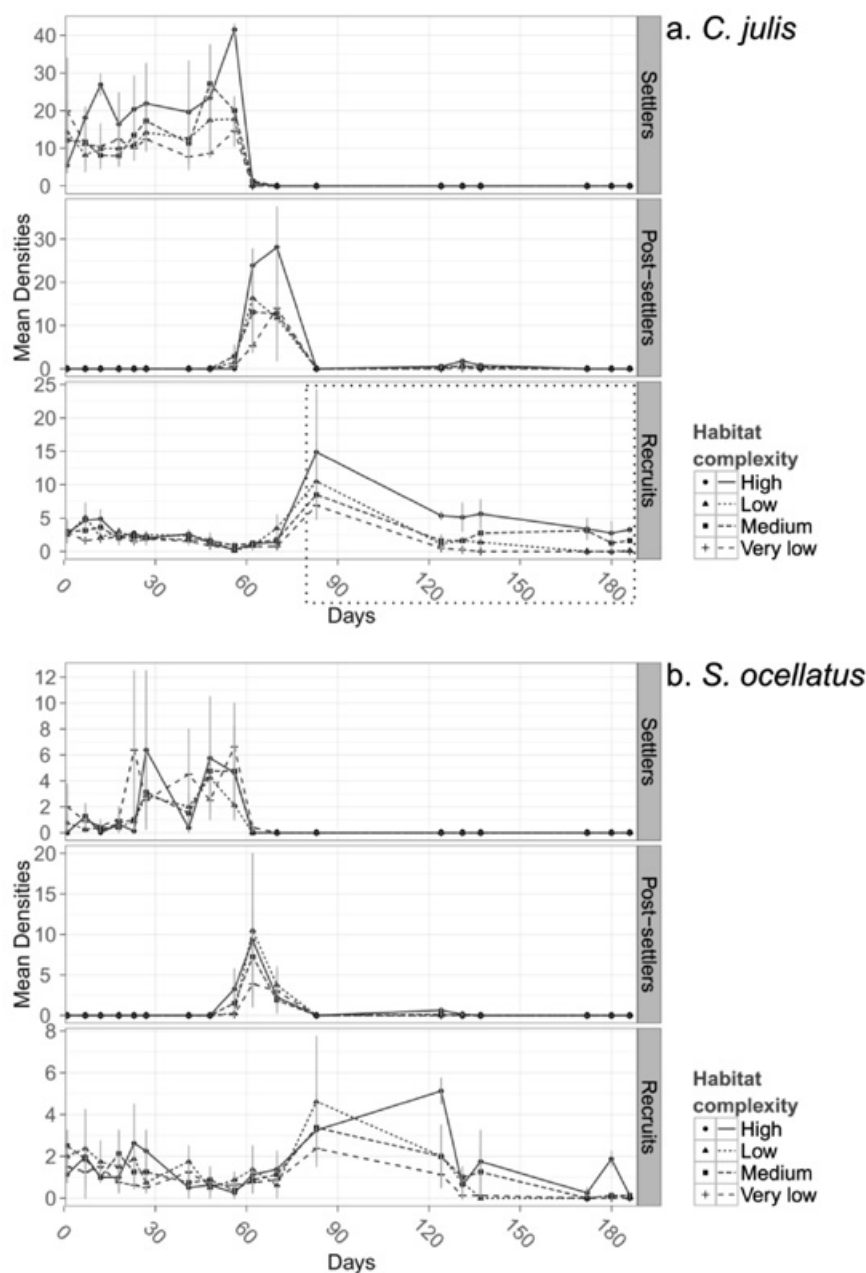 a. C. julis
40
30
20
10
0
Settlers
30
20
10
0
Post-settlers
Mean Densities
25
20
15
10
5
0
Recruits
0
30
60
90
120
150
180
Days
Habitat
complexity
High
Low
Medium
Very low
b. S. ocellatus
12
10
8
6
4
2
0
Settlers
20
15
10
5
0
Post-settlers
Mean Densities
8
6
4
2
0
Recruits
0
30
60
90
120
150
180
Days
Habitat
complexity
High
Low
Medium
Very low